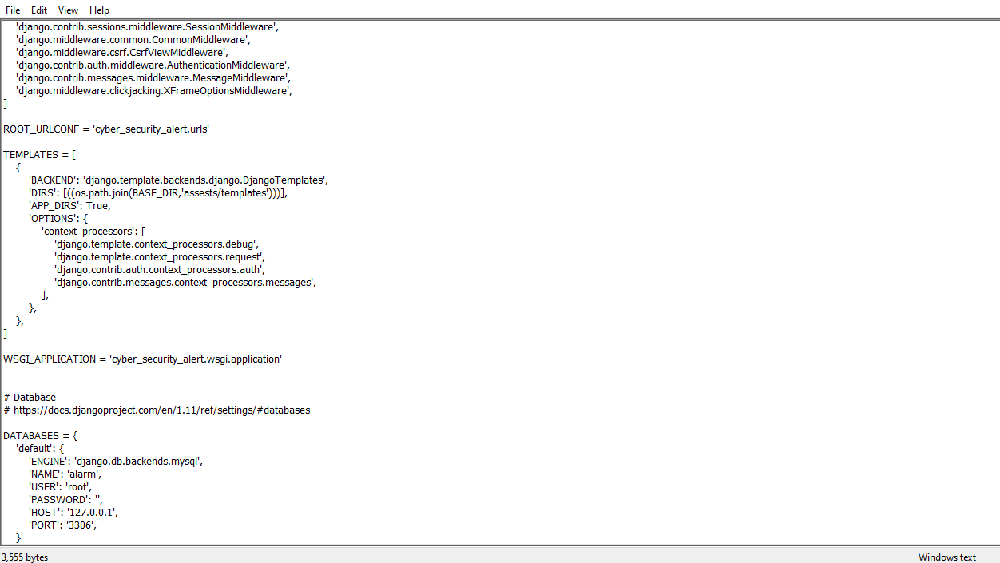 File Edit View Help
'django.contrib.sessions.middleware.SessionMiddleware',
'django.middleware.common.CommonMiddleware',
'django.middleware.csrf.CsrfViewMiddleware',
'django.contrib.auth.middleware.AuthenticationMiddleware',
'django.contrib.messages.middleware.MessageMiddleware',
'django.middleware.clickjacking.XFrameOptionsMiddleware',
]
ROOT_URLCONF = 'cyber_security_alert.urls'
TEMPLATES = [
{
'BACKEND': 'django.template.backends.django.DjangoTemplates',
'DIRS': [((os.path.join(BASE_DIR,'assests/templates')))],
'APP_DIRS': True,
'OPTIONS': {
'context_processors': [
'django.template.context_processors.debug',
'django.template.context_processors.request',
'django.contrib.auth.context_processors.auth',
'django.contrib.messages.context_processors.messages',
],
},
},
]
WSGI_APPLICATION = 'cyber_security_alert.wsgi.application'
# Database
# https://docs.djangoproject.com/en/1.11/ref/settings/#databases
DATABASES = {
'default': {
'ENGINE': 'django.db.backends.mysql',
'NAME': 'alarm',
'USER': 'root',
'PASSWORD': '',
'HOST': '127.0.0.1',
'PORT': '3306',
}
3,555 bytes
Windows text